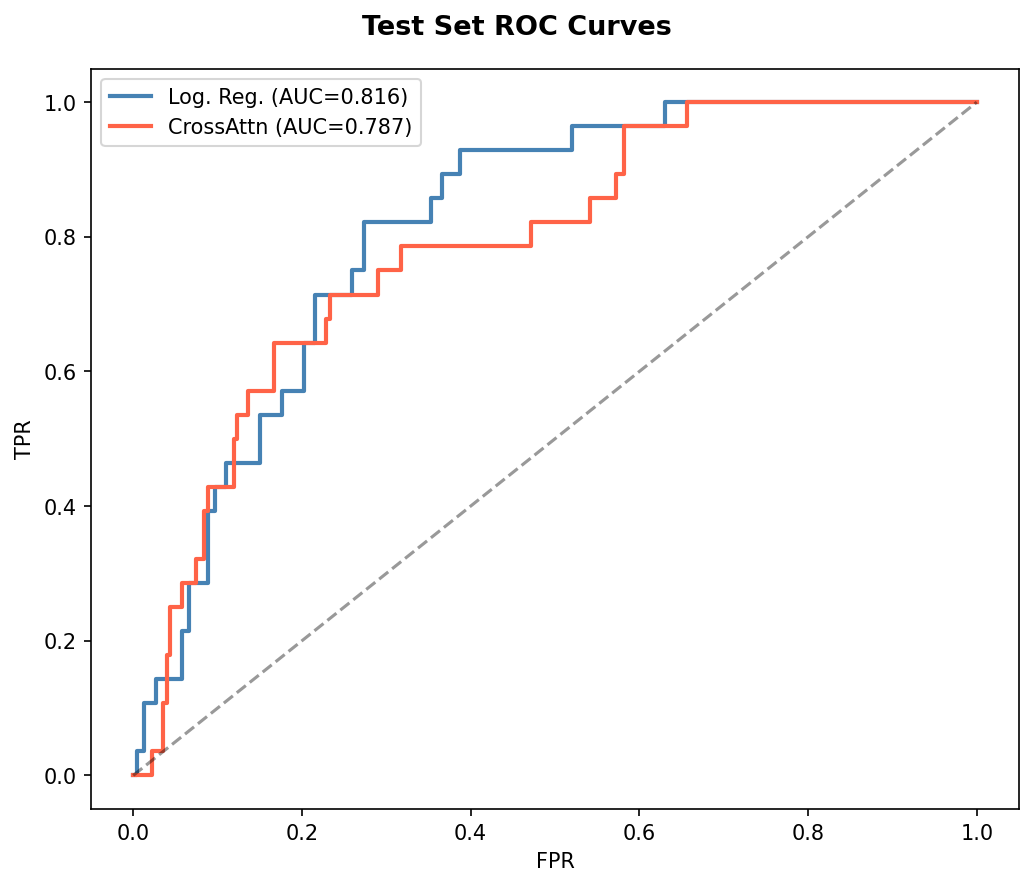 Test Set ROC Curves
Log. Reg. (AUC=0.816)
CrossAttn (AUC=0.787)
1.0
0.8
0.6
0.4
0.2
0.0
TPR
0.0 0.2 0.4 0.6 0.8 1.0
FPR